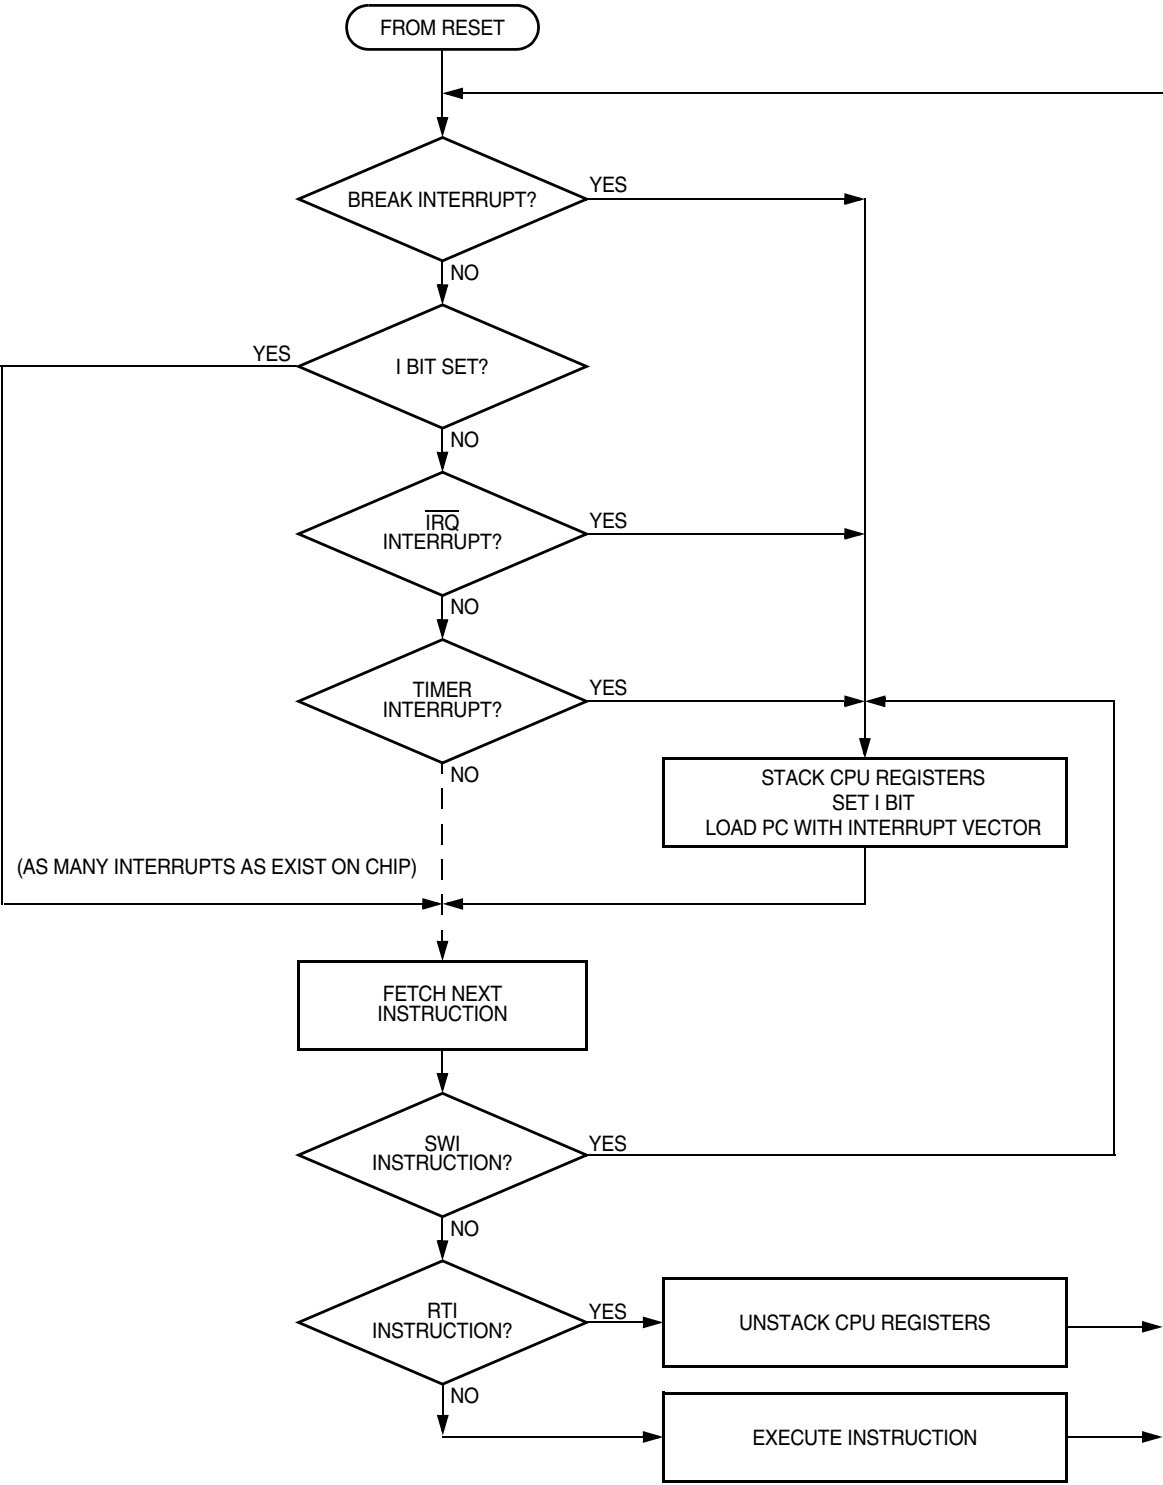 FROM RESET
BREAK INTERRUPT?
YES
NO
I BIT SET?
YES
NO
IRQ
INTERRUPT?
YES
NO
TIMER
INTERRUPT?
YES
NO
STACK CPU REGISTERS
SET I BIT
LOAD PC WITH INTERRUPT VECTOR
(AS MANY INTERRUPTS AS EXIST ON CHIP)
FETCH NEXT
INSTRUCTION
SWI
INSTRUCTION?
YES
NO
RTI
INSTRUCTION?
YES
UNSTACK CPU REGISTERS
NO
EXECUTE INSTRUCTION